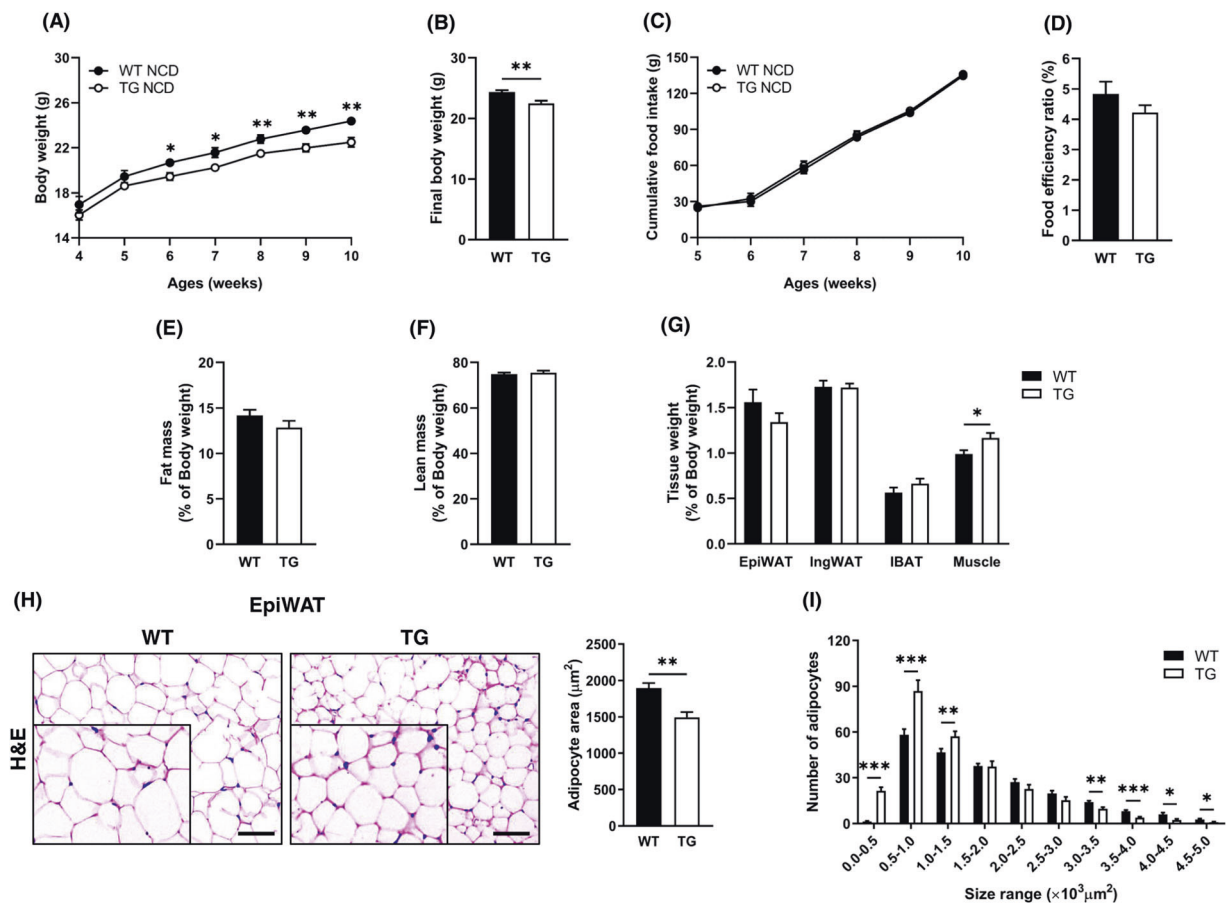 (A)
30
26
22
18
14
Body weight (g)
WT NCD
TG NCD
*
*
**
**
**
4 5 6 7 8 9 10
Ages (weeks)
(B)
30
20
10
0
Final body weight (g)
**
WT TG
(C)
150
120
90
60
30
0
Cumulative food intake (g)
WT NCD
TG NCD
5 6 7 8 9 10
Ages (weeks)
(D)
6
5
4
3
2
1
0
Food efficiency ratio (%)
WT TG
(E)
20
15
10
5
0
Fat mass
(% of Body weight)
WT TG
(F)
80
60
40
20
0
Lean mass
(% of Body weight)
WT TG
(G)
2.0
1.5
1.0
0.5
0.0
Tissue weight
(% of Body weight)
*
WT
TG
EpiWAT IngWAT IBAT Muscle
(H)
EpiWAT
WT TG
H&E
2500
2000
1500
1000
500
0
Adipocyte area (μm²)
**
WT TG
(I)
120
90
60
30
0
Number of adipocytes
WT
TG
***
***
**
**
***
*
*
0.0-0.5 0.5-1.0 1.0-1.5 1.5-2.0 2.0-2.5 2.5-3.0 3.0-3.5 3.5-4.0 4.0-4.5 4.5-5.0
Size range (×10³μm²)